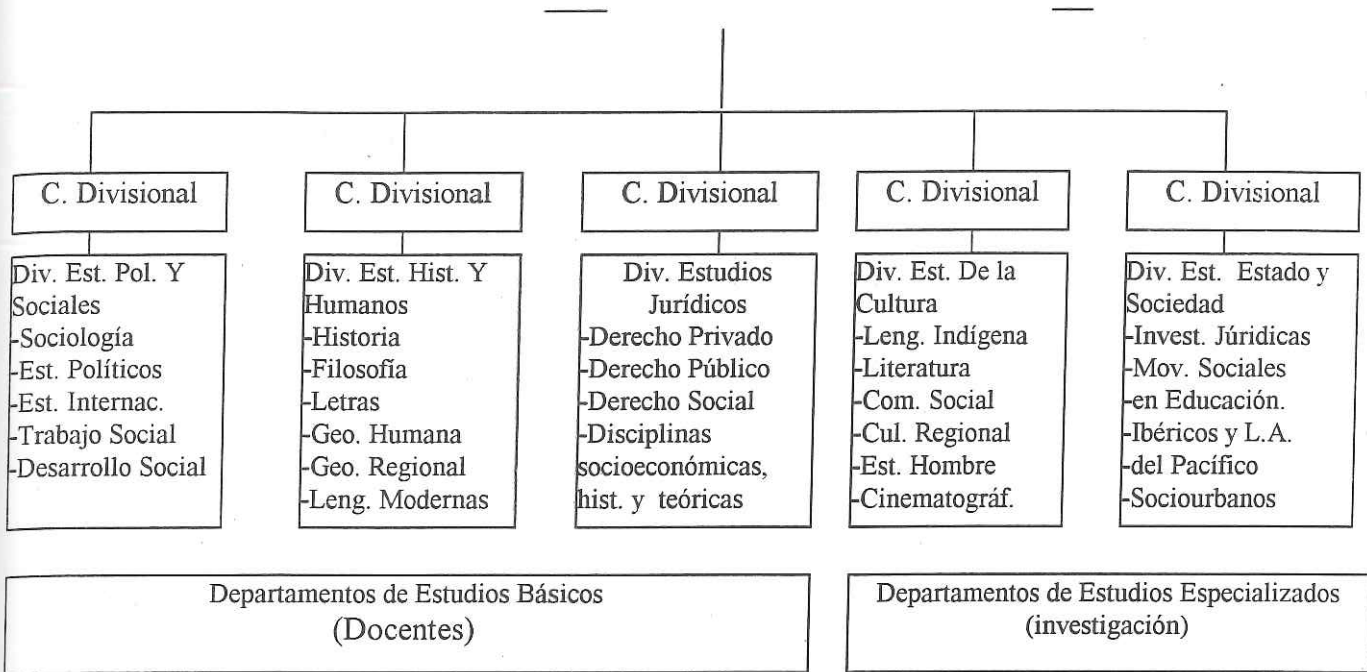 C. Divisional
C. Divisional
C. Divisional
C. Divisional
C. Divisional
Div. Est. Pol. Y
Sociales
-Sociología
-Est. Políticos
-Est. Internac.
-Trabajo Social
-Desarrollo Social
Div. Est. Hist. Y
Humanos
-Historia
-Filosofía
-Letras
-Geo. Humana
-Geo. Regional
-Leng. Modernas
Div. Estudios
Jurídicos
-Derecho Privado
-Derecho Público
-Derecho Social
-Disciplinas
socioeconómicas,
hist. y teóricas
Div. Est. De la
Cultura
-Leng. Indígena
-Literatura
-Com. Social
-Cul. Regional
-Est. Hombre
-Cinematográf.
Div. Est. Estado y
Sociedad
-Invest. Júridicas
-Mov. Sociales
-en Educación.
-Ibéricos y L.A.
-del Pacífico
-Sociourbanos
Departamentos de Estudios Básicos
(Docentes)
Departamentos de Estudios Especializados
(investigación)